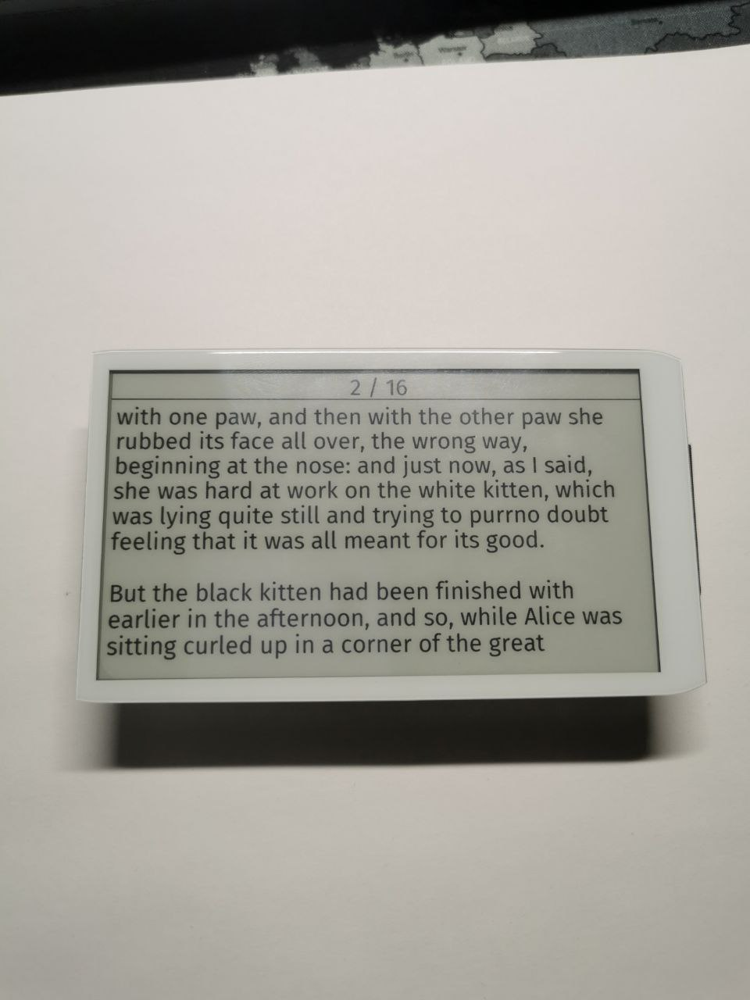 Berlin
Warsaw
2 / 16
with one paw, and then with the other paw she
rubbed its face all over, the wrong way,
beginning at the nose: and just now, as I said,
she was hard at work on the white kitten, which
was lying quite still and trying to purrno doubt
feeling that it was all meant for its good.
But the black kitten had been finished with
earlier in the afternoon, and so, while Alice was
sitting curled up in a corner of the great